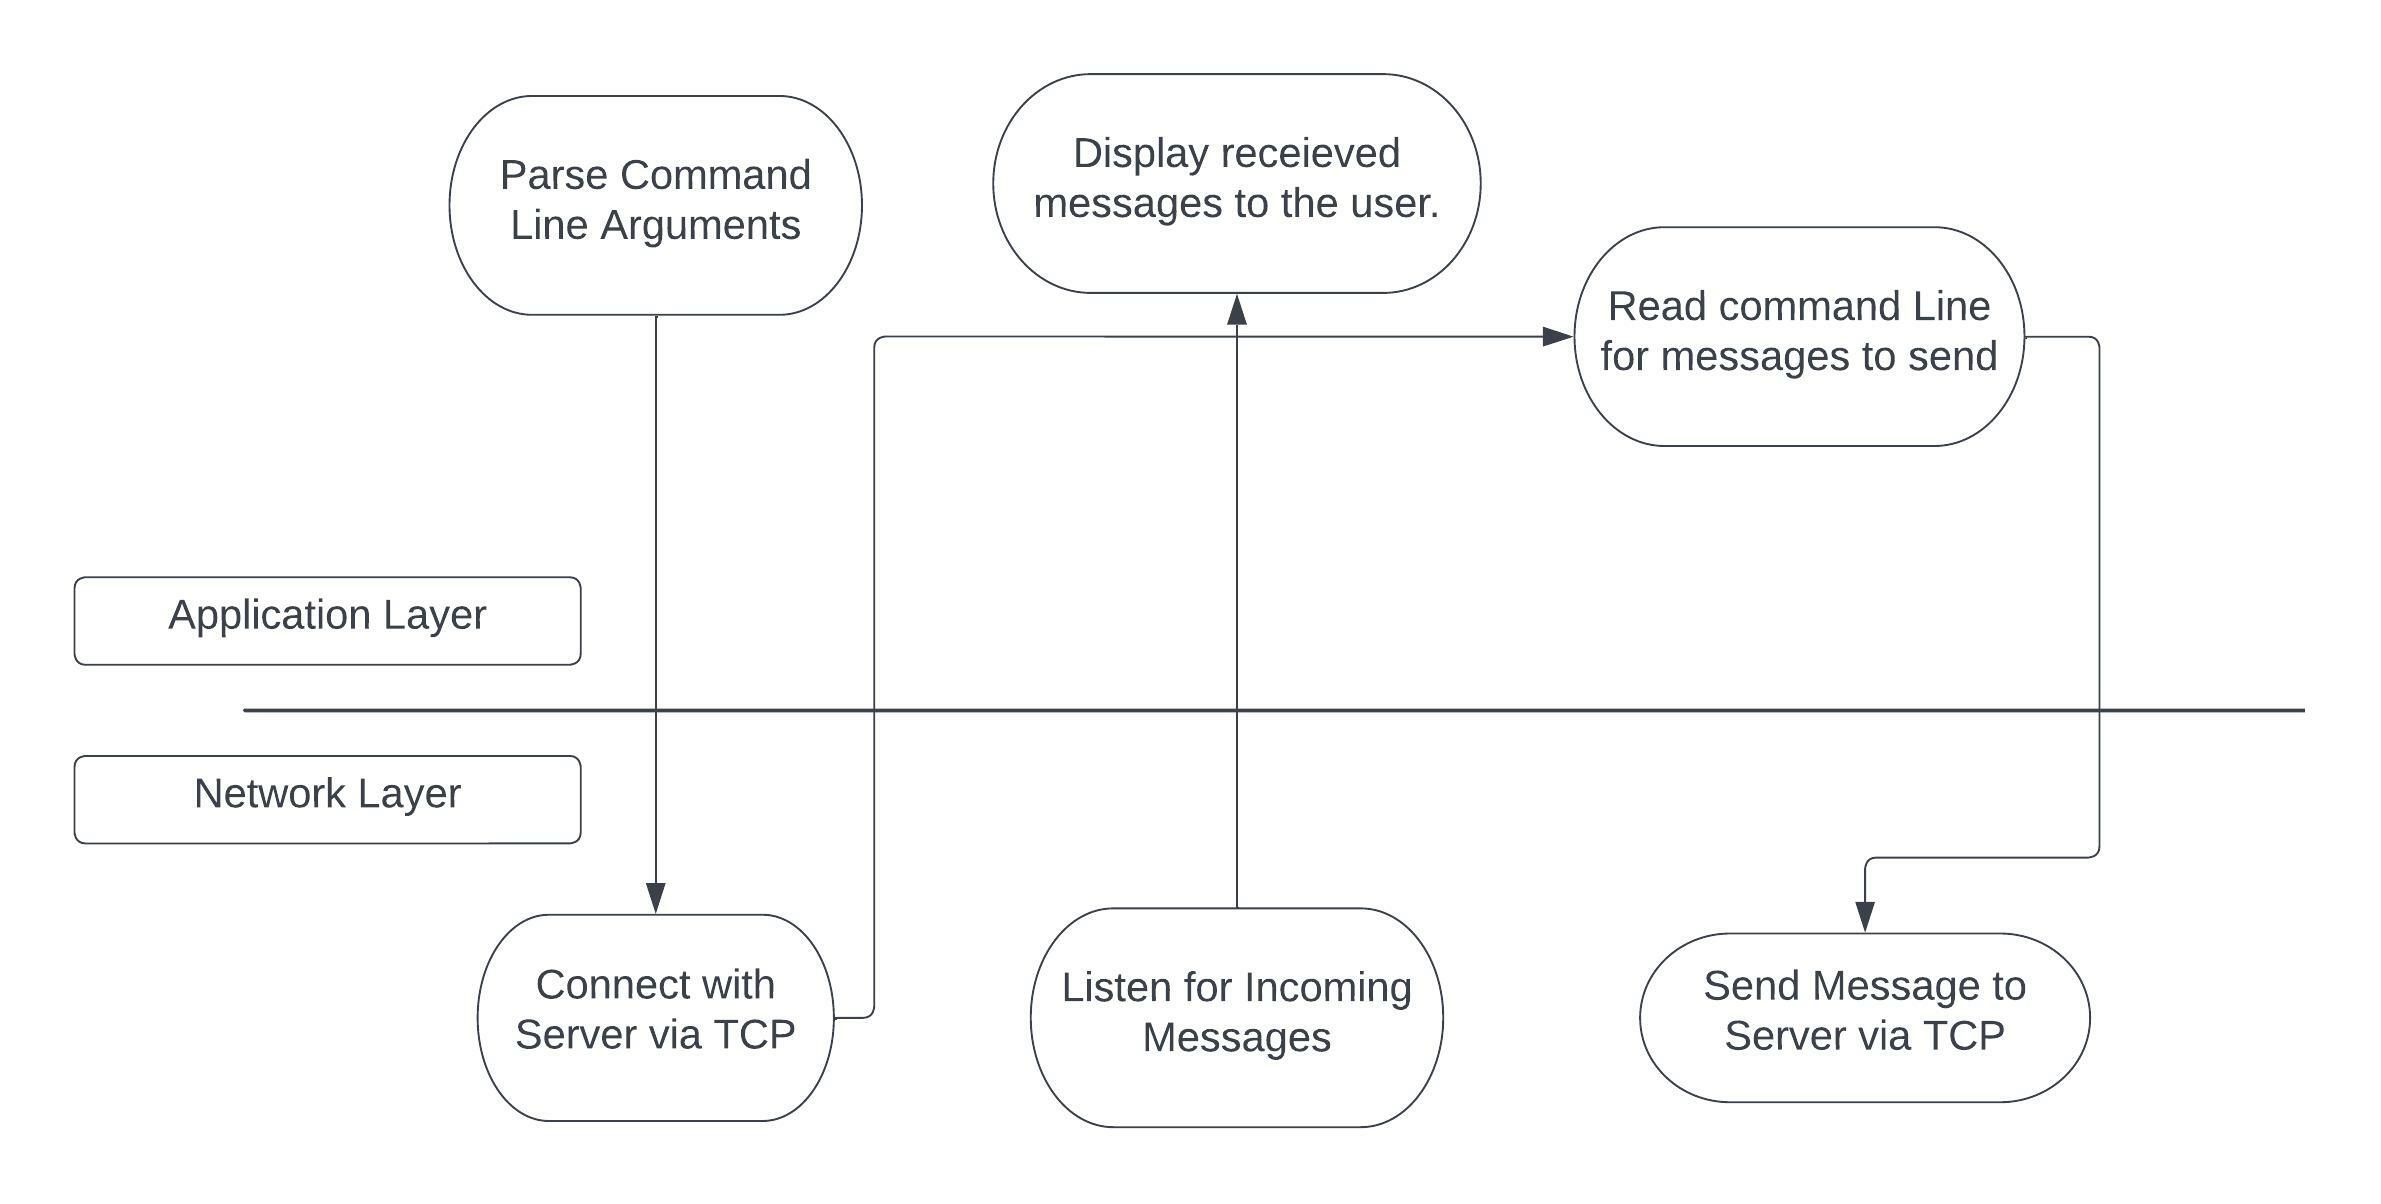 Parse Command
Line Arguments
Display receieved
messages to the user.
Read command Line
for messages to send
Application Layer
Network Layer
Connect with
Server via TCP
Listen for Incoming
Messages
Send Message to
Server via TCP